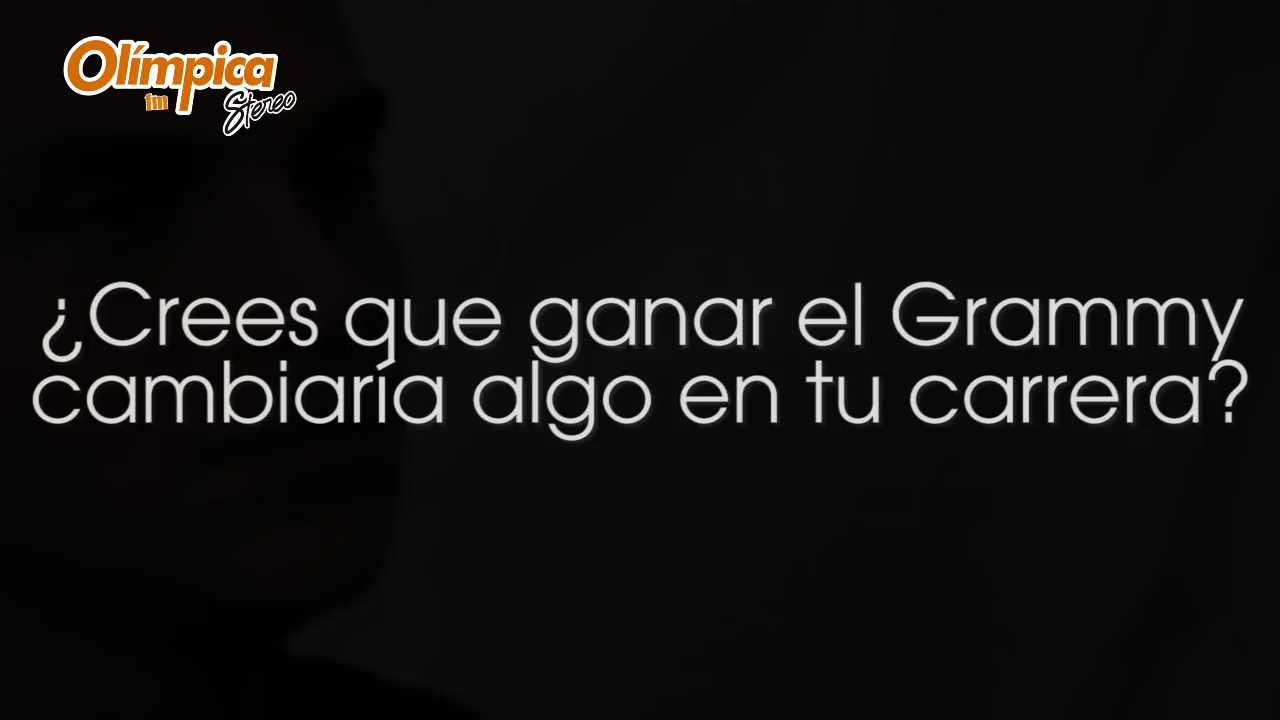 Olímpica
fm Stereo
¿Crees que ganar el Grammy
cambiaría algo en tu carrera?